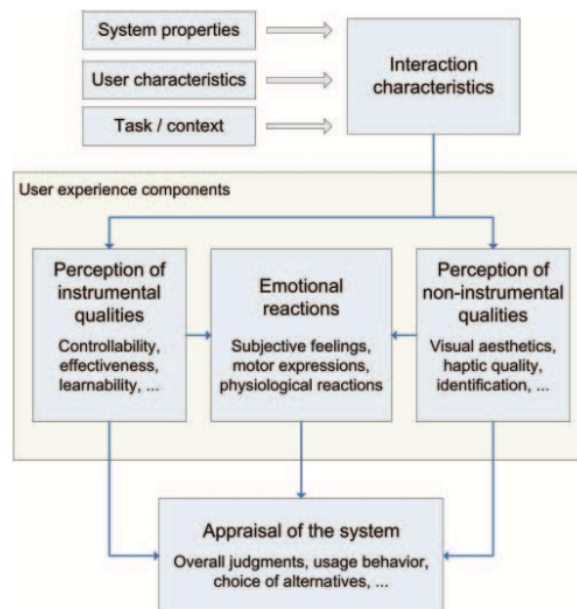 System properties
User characteristics
Task / context
Interaction
characteristics
User experience components
Perception of
instrumental
qualities
Controllability,
effectiveness,
learnability, ...
Emotional
reactions
Subjective feelings,
motor expressions,
physiological reactions
Perception of
non-instrumental
qualities
Visual aesthetics,
haptic quality,
identification, ...
Appraisal of the system
Overall judgments, usage behavior,
choice of alternatives, ...